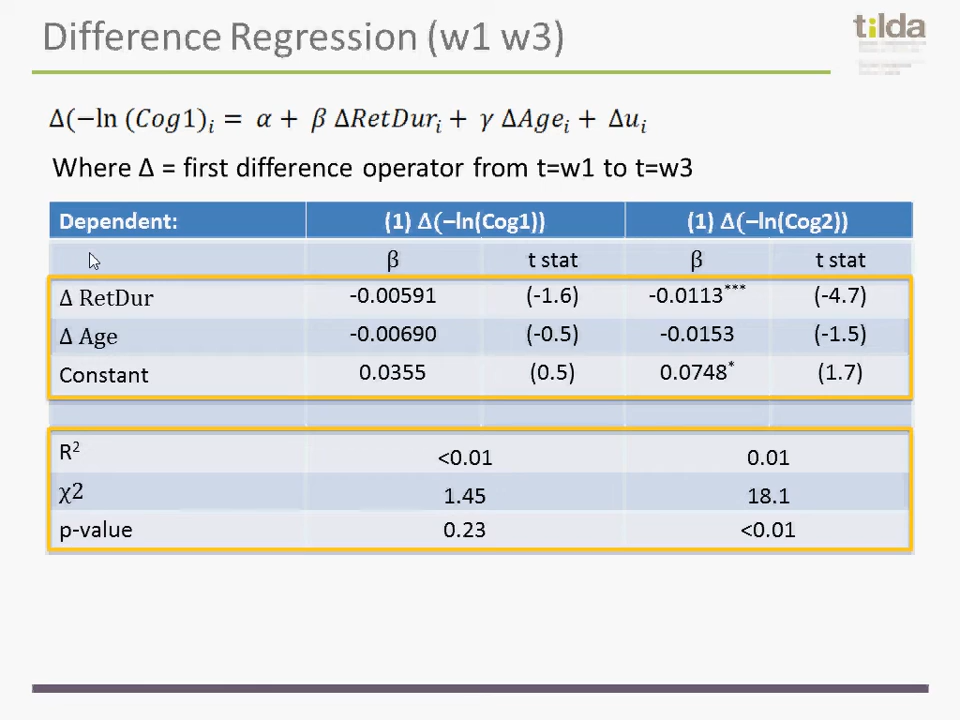 Difference Regression (w1 w3)
tilda
Δ(−ln (Cog1)ᵢ = α + β ΔRetDurᵢ + γ ΔAgeᵢ + Δuᵢ
Where Δ = first difference operator from t=w1 to t=w3
Dependent: (1) Δ(−ln(Cog1)) (1) Δ(−ln(Cog2))
β t stat β t stat
Δ RetDur -0.00591 (-1.6) -0.0113*** (-4.7)
Δ Age -0.00690 (-0.5) -0.0153 (-1.5)
Constant 0.0355 (0.5) 0.0748* (1.7)
R² <0.01 0.01
χ2 1.45 18.1
p-value 0.23 <0.01